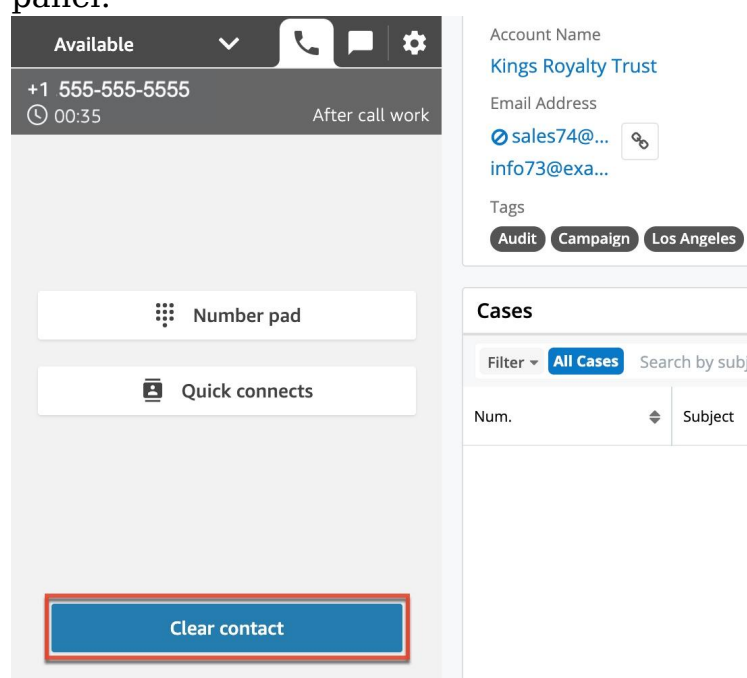 panel.
Available
+1 555-555-5555
00:35 After call work
Number pad
Quick connects
Clear contact
Account Name
Kings Royalty Trust
Email Address
sales74@...
info73@exa...
Tags
Audit Campaign Los Angeles
Cases
Filter All Cases Search by subj
Num. Subject